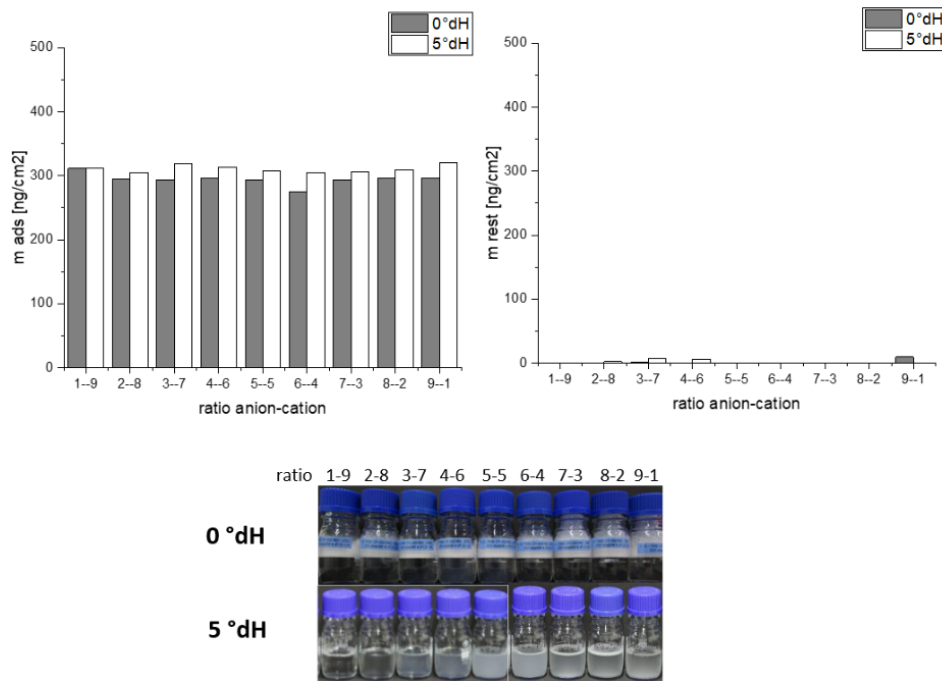 0°dH
5°dH
500
400
300
200
100
0
m ads [ng/cm2]
1--9 2--8 3--7 4--6 5--5 6--4 7--3 8--2 9--1
ratio anion-cation
0°dH
5°dH
500
400
300
200
100
0
m rest [ng/cm2]
1--9 2--8 3--7 4--6 5--5 6--4 7--3 8--2 9--1
ratio anion-cation
ratio 1-9 2-8 3-7 4-6 5-5 6-4 7-3 8-2 9-1
0 °dH
5 °dH